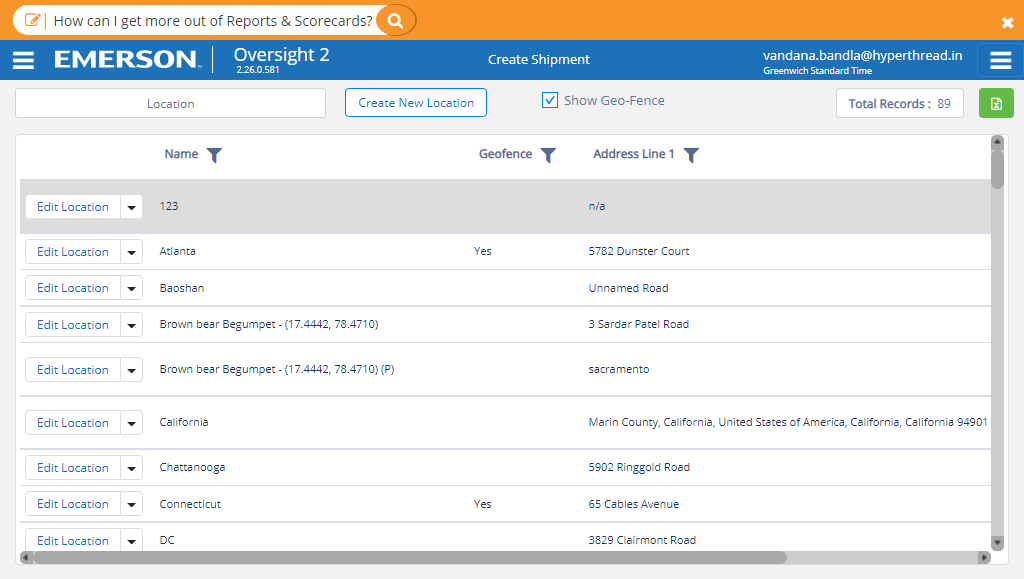 How can I get more out of Reports & Scorecards?
EMERSON
Oversight 2
2.26.0.581
Create Shipment
vandana.bandla@hyperthread.in
Greenwich Standard Time
Location
Create New Location
Show Geo-Fence
Total Records : 89
Name Geofence Address Line 1
Edit Location 123 n/a
Edit Location Atlanta Yes 5782 Dunster Court
Edit Location Baoshan Unnamed Road
Edit Location Brown bear Begumpet - (17.4442, 78.4710) 3 Sardar Patel Road
Edit Location Brown bear Begumpet - (17.4442, 78.4710) (P) sacramento
Edit Location California Marin County, California, United States of America, California, California 94901
Edit Location Chattanooga 5902 Ringgold Road
Edit Location Connecticut Yes 65 Cables Avenue
Edit Location DC 3829 Clairmont Road